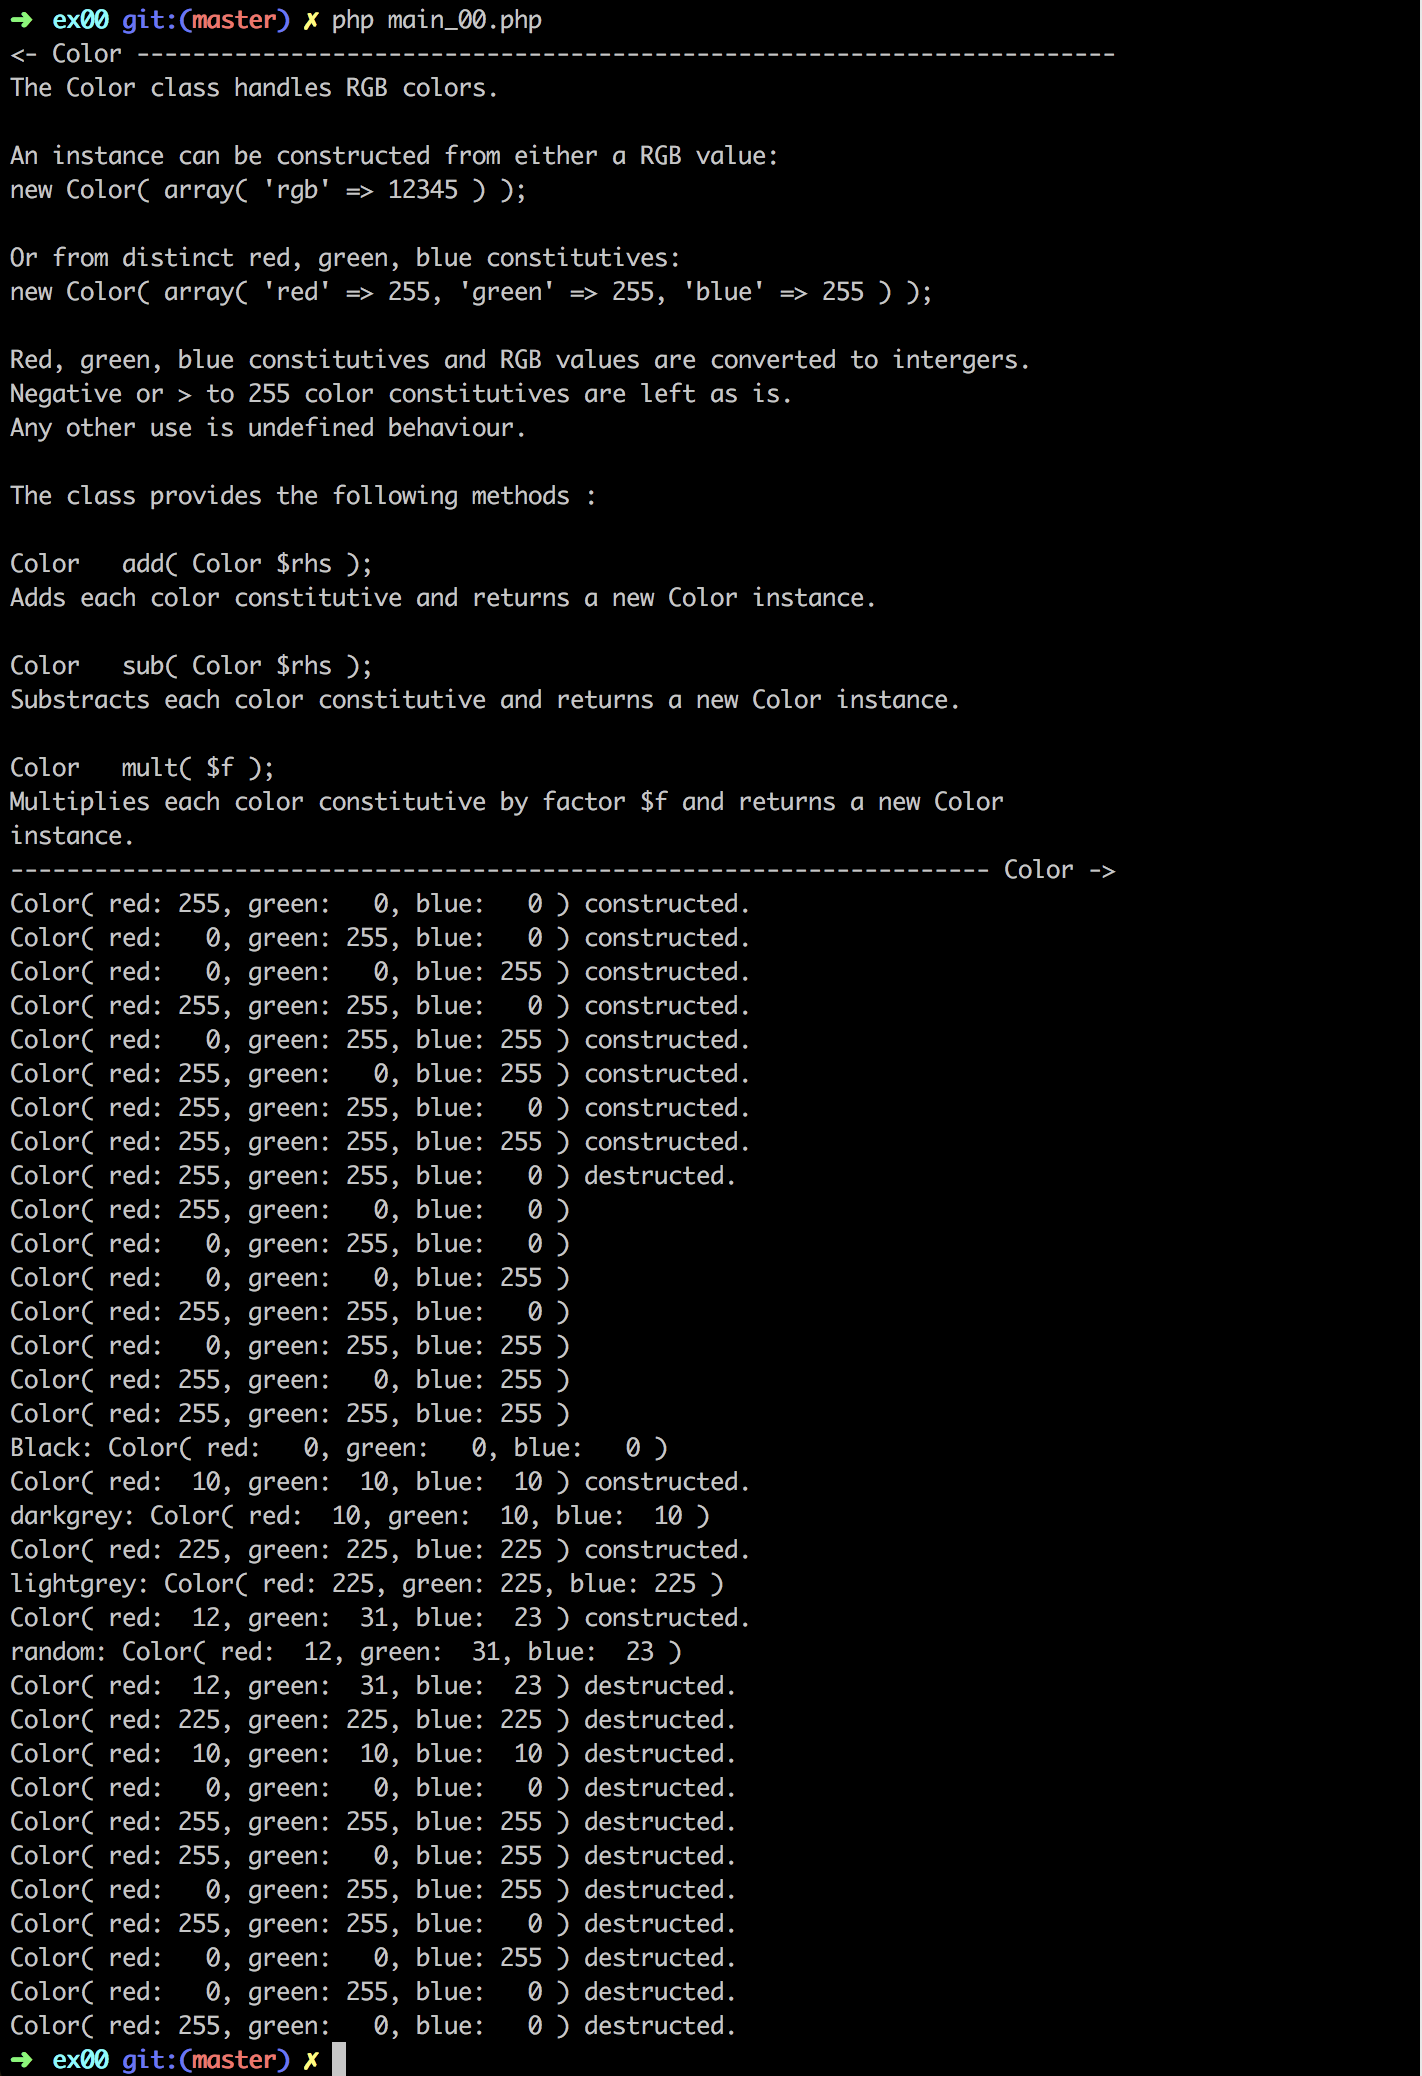 ➜  ex00 git:(master) ✗ php main_00.php
<- Color ----------------------------------------------------------------------
The Color class handles RGB colors.

An instance can be constructed from either a RGB value:
new Color( array( 'rgb' => 12345 ) );

Or from distinct red, green, blue constitutives:
new Color( array( 'red' => 255, 'green' => 255, 'blue' => 255 ) );

Red, green, blue constitutives and RGB values are converted to intergers.
Negative or > to 255 color constitutives are left as is.
Any other use is undefined behaviour.

The class provides the following methods :

Color   add( Color $rhs );
Adds each color constitutive and returns a new Color instance.

Color   sub( Color $rhs );
Substracts each color constitutive and returns a new Color instance.

Color   mult( $f );
Multiplies each color constitutive by factor $f and returns a new Color
instance.
---------------------------------------------------------------------- Color ->
Color( red: 255, green:   0, blue:   0 ) constructed.
Color( red:   0, green: 255, blue:   0 ) constructed.
Color( red:   0, green:   0, blue: 255 ) constructed.
Color( red: 255, green: 255, blue:   0 ) constructed.
Color( red:   0, green: 255, blue: 255 ) constructed.
Color( red: 255, green:   0, blue: 255 ) constructed.
Color( red: 255, green: 255, blue:   0 ) constructed.
Color( red: 255, green: 255, blue: 255 ) constructed.
Color( red: 255, green: 255, blue:   0 ) destructed.
Color( red: 255, green:   0, blue:   0 )
Color( red:   0, green: 255, blue:   0 )
Color( red:   0, green:   0, blue: 255 )
Color( red: 255, green: 255, blue:   0 )
Color( red:   0, green: 255, blue: 255 )
Color( red: 255, green:   0, blue: 255 )
Color( red: 255, green: 255, blue: 255 )
Black: Color( red:   0, green:   0, blue:   0 )
Color( red:  10, green:  10, blue:  10 ) constructed.
darkgrey: Color( red:  10, green:  10, blue:  10 )
Color( red: 225, green: 225, blue: 225 ) constructed.
lightgrey: Color( red: 225, green: 225, blue: 225 )
Color( red:  12, green:  31, blue:  23 ) constructed.
random: Color( red:  12, green:  31, blue:  23 )
Color( red:  12, green:  31, blue:  23 ) destructed.
Color( red: 225, green: 225, blue: 225 ) destructed.
Color( red:  10, green:  10, blue:  10 ) destructed.
Color( red:   0, green:   0, blue:   0 ) destructed.
Color( red: 255, green: 255, blue: 255 ) destructed.
Color( red: 255, green:   0, blue: 255 ) destructed.
Color( red:   0, green: 255, blue: 255 ) destructed.
Color( red: 255, green: 255, blue:   0 ) destructed.
Color( red:   0, green:   0, blue: 255 ) destructed.
Color( red:   0, green: 255, blue:   0 ) destructed.
Color( red: 255, green:   0, blue:   0 ) destructed.
➜  ex00 git:(master) ✗